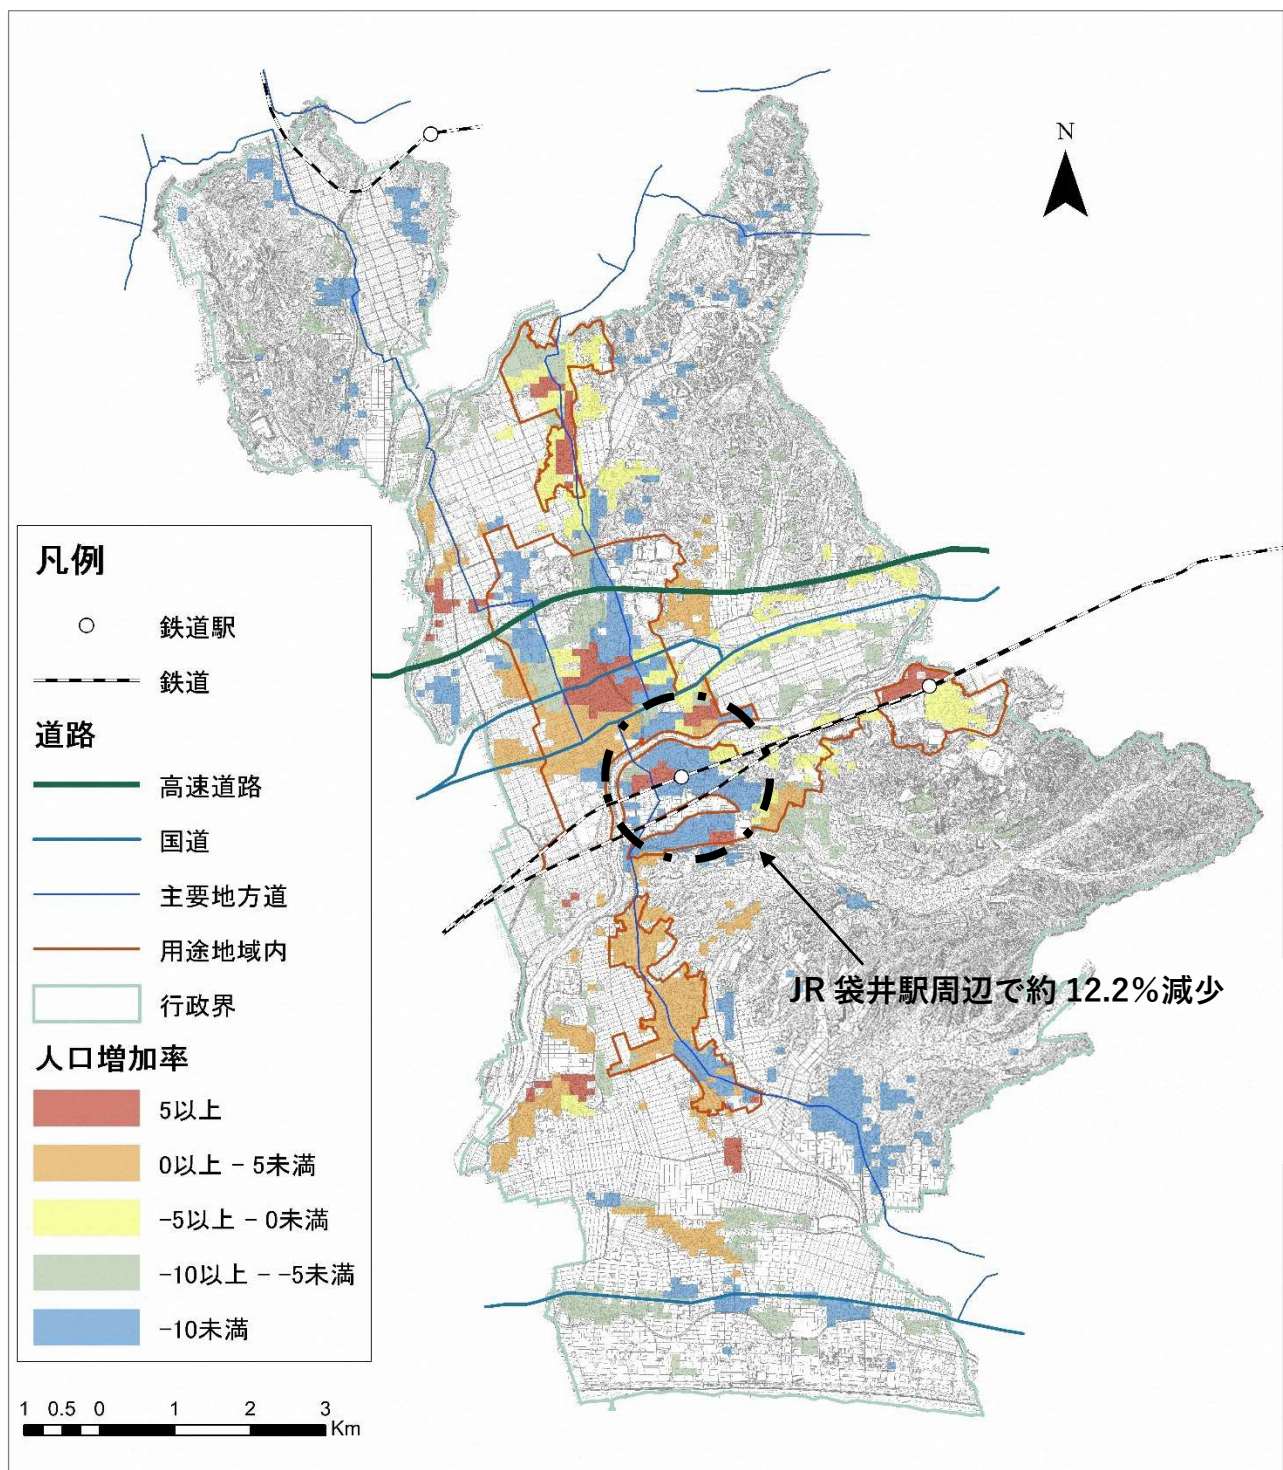 N
凡例
鉄道駅
鉄道
道路
高速道路
国道
主要地方道
用途地域内
行政界
人口増加率
5以上
0以上 - 5未満
-5以上 - 0未満
-10以上 - -5未満
-10未満
JR 袋井駅周辺で約 12.2%減少
1 0.5 0 1 2 3
Km